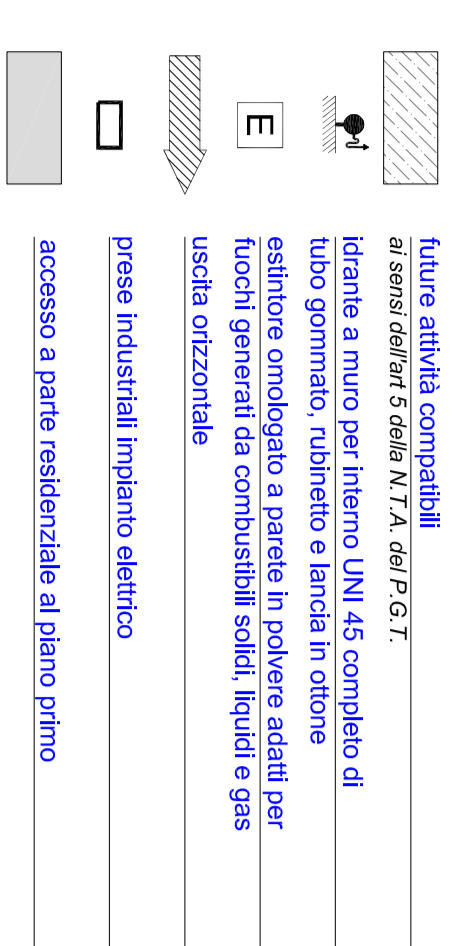 future attività compatibili
ai sensi dell'art 5 della N.T.A. del P.G.T.
idrante a muro per interno UNI 45 completo di
tubo gommato, rubinetto e lancia in ottone
E
estintore omologato a parete in polvere adatti per
fuochi generati da combustibili solidi, liquidi e gas
uscita orizzontale
prese industriali impianto elettrico
accesso a parte residenziale al piano primo